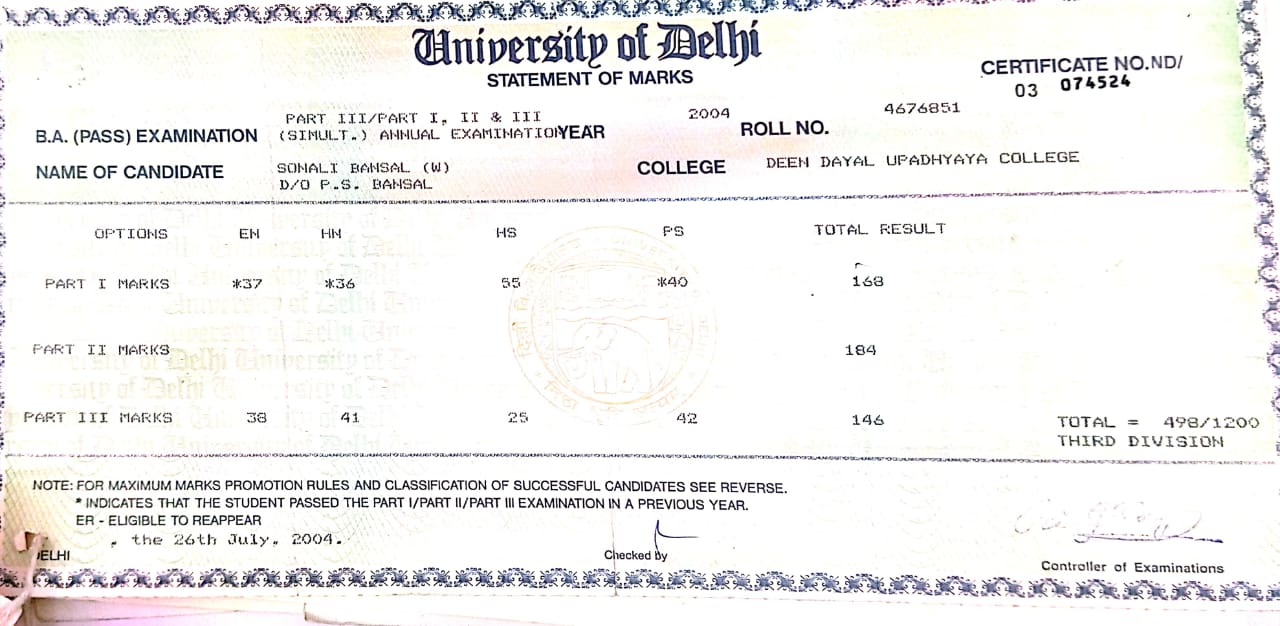 University of Delhi
STATEMENT OF MARKS
CERTIFICATE NO.ND/
03 074524
B.A. (PASS) EXAMINATION PART III/PART I, II & III
(SIMULT.) ANNUAL EXAMINATION YEAR 2004 ROLL NO. 4676851
NAME OF CANDIDATE SONALI BANSAL (W)
D/O P.S. BANSAL COLLEGE DEEN DAYAL UPADHYAYA COLLEGE
OPTIONS EN HN HS PS TOTAL RESULT
PART I MARKS *37 *36 55 *40 168
PART II MARKS 184
PART III MARKS 38 41 25 42 146 TOTAL = 498/1200
THIRD DIVISION
NOTE: FOR MAXIMUM MARKS PROMOTION RULES AND CLASSIFICATION OF SUCCESSFUL CANDIDATES SEE REVERSE.
* INDICATES THAT THE STUDENT PASSED THE PART I/PART II/PART III EXAMINATION IN A PREVIOUS YEAR.
ER - ELIGIBLE TO REAPPEAR
, the 26th July, 2004.
DELHI Checked by
Controller of Examinations